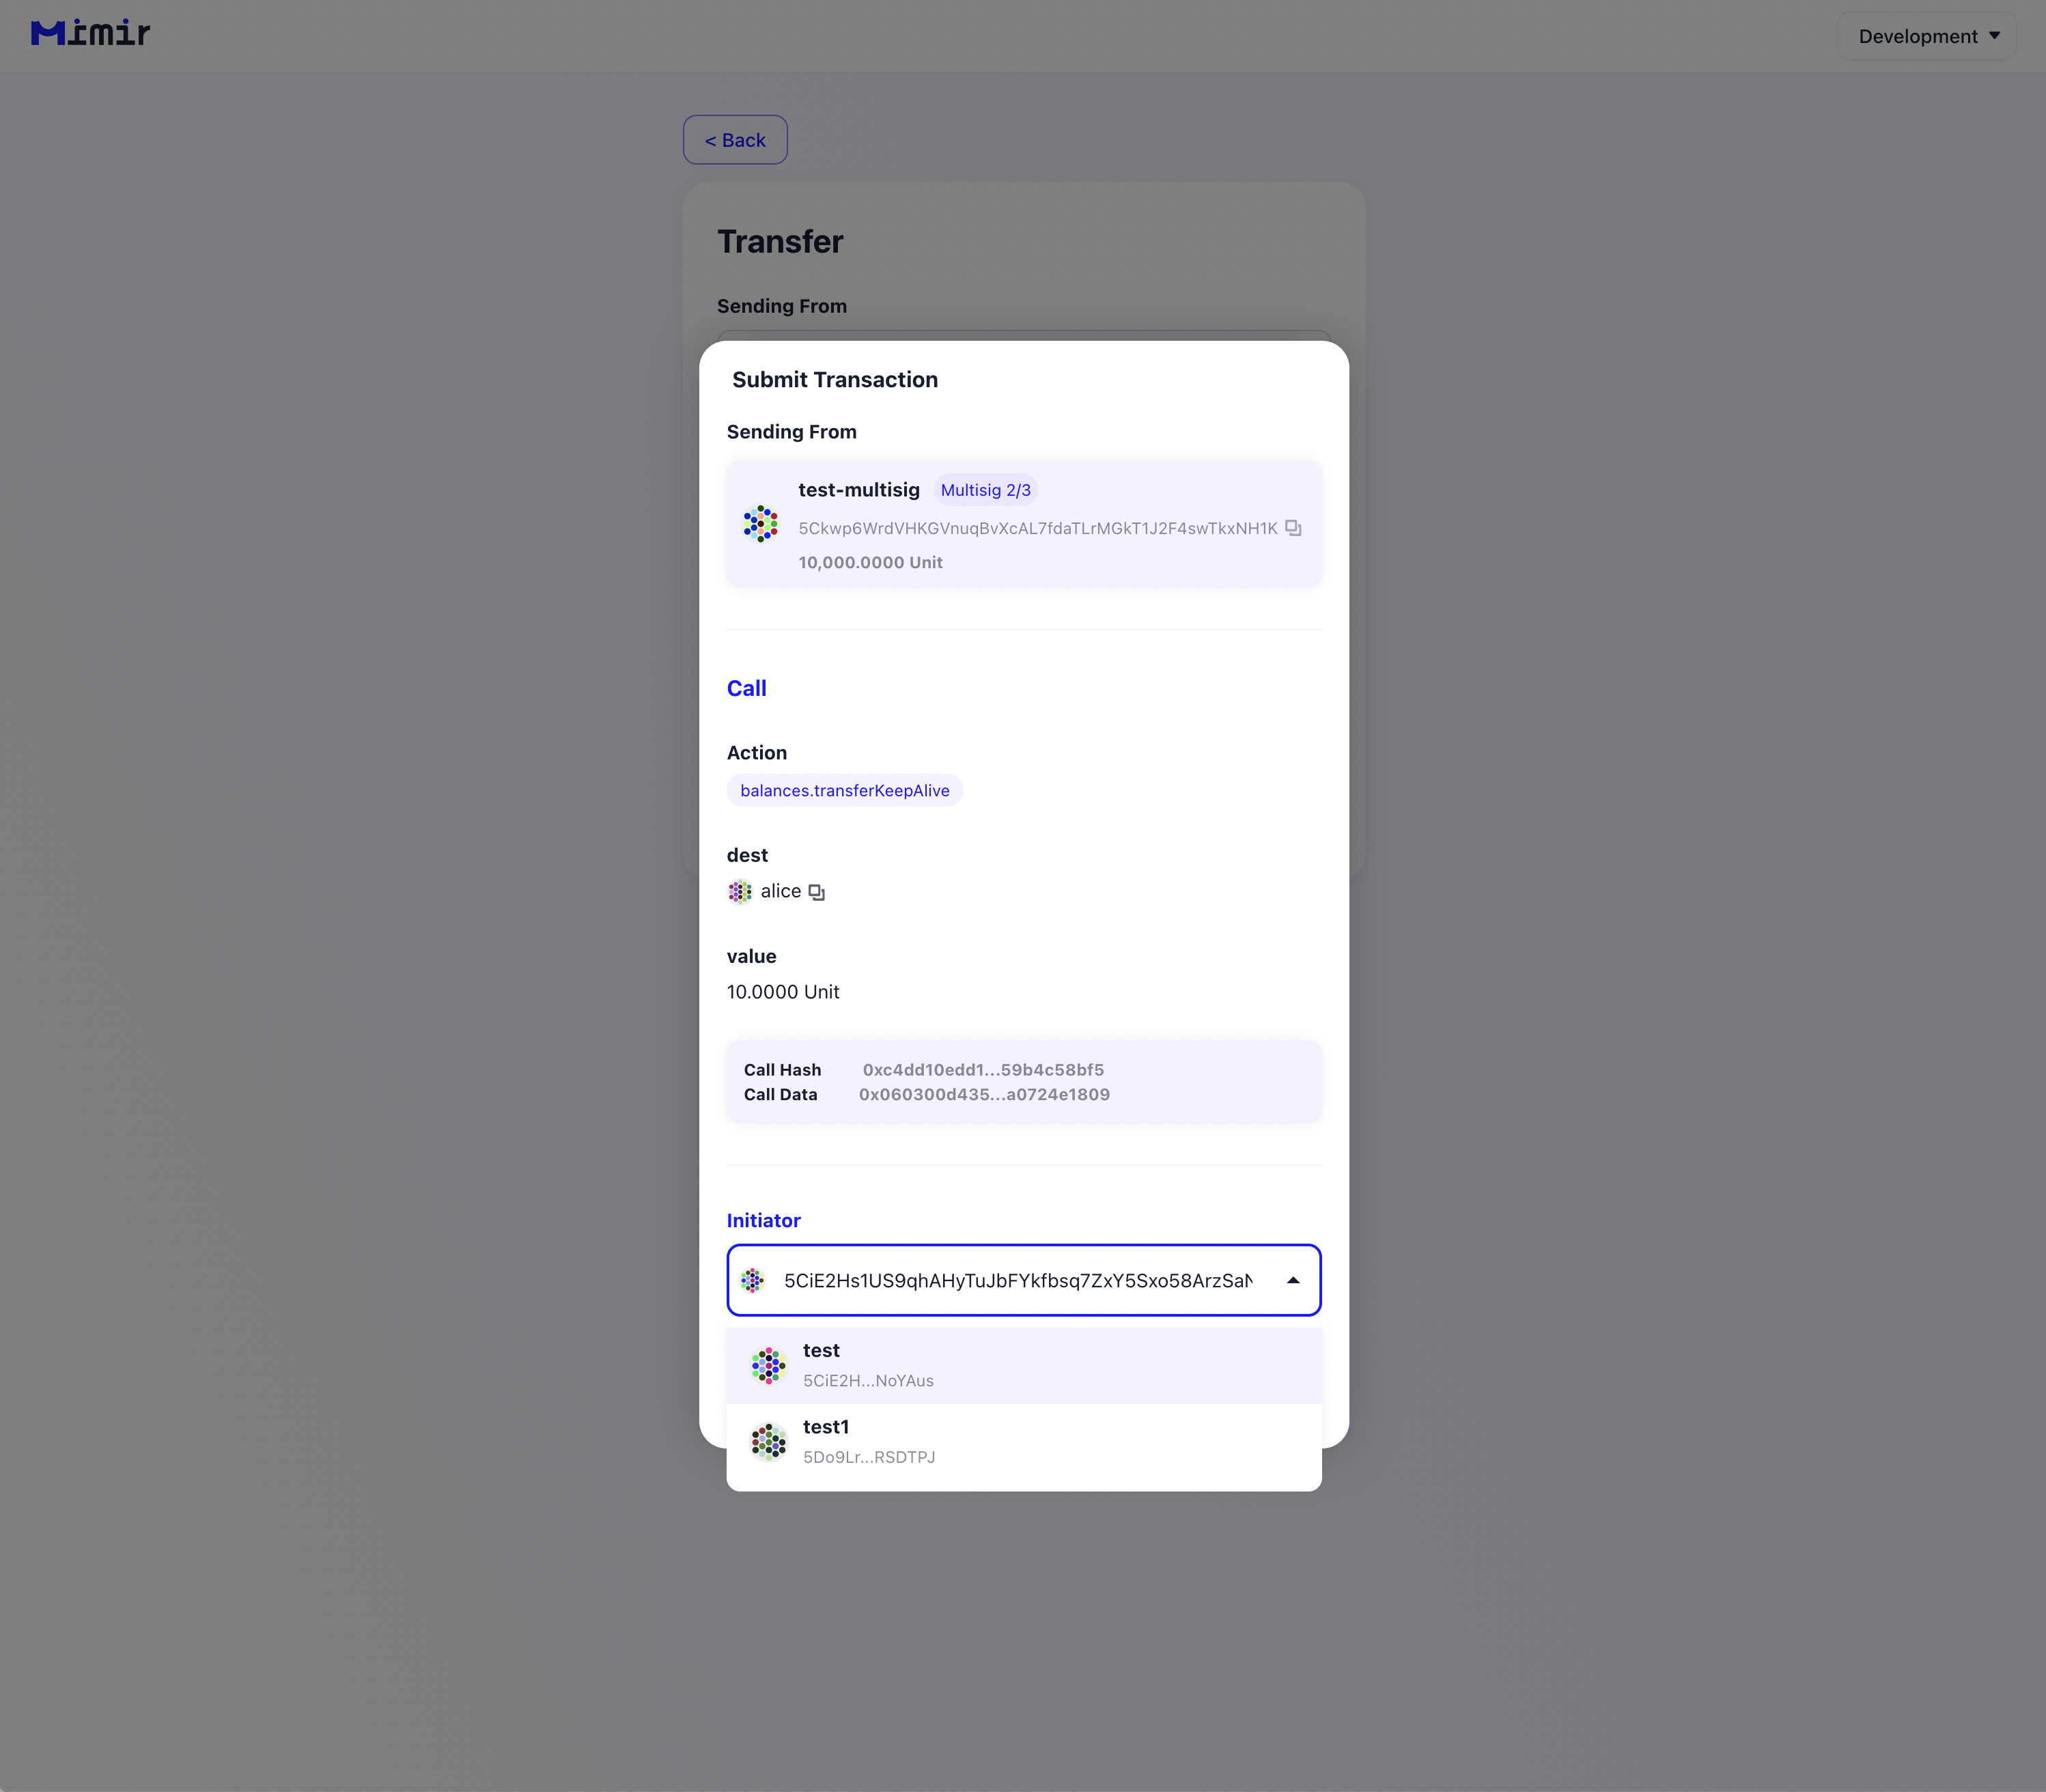 Mimir
Development
< Back
Transfer
Sending From
Submit Transaction
Sending From
test-multisig Multisig 2/3
5Ckwp6WrdVHKGVnuqBvXcAL7fdaTLrMGkT1J2F4swTkxNH1K
10,000.0000 Unit
Call
Action
balances.transferKeepAlive
dest
alice
value
10.0000 Unit
Call Hash 0xc4dd10edd1...59b4c58bf5
Call Data 0x060300d435...a0724e1809
Initiator
5CiE2Hs1US9qhAHyTuJbFYkfbsq7ZxY5Sxo58ArzSaN
test
5CiE2H...NoYAus
test1
5Do9Lr...RSDTPJ